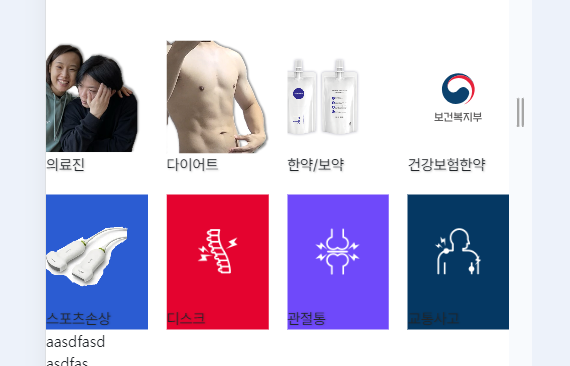 보건복지부
의료진
다이어트
한약/보약
건강보험한약
스포츠손상
디스크
관절통
교통사고
aasdfasd
asdfas